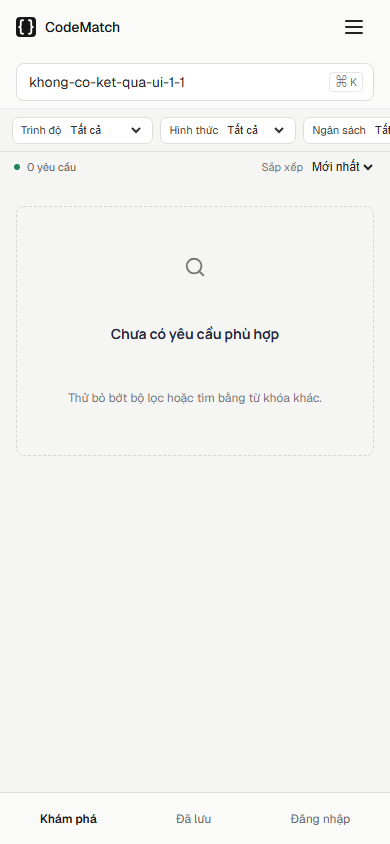 {} CodeMatch
khong-co-ket-qua-ui-1-1 ⌘ K
Trình độ Tất cả Hình thức Tất cả Ngân sách Tất
0 yêu cầu Sắp xếp Mới nhất
Chưa có yêu cầu phù hợp
Thử bỏ bớt bộ lọc hoặc tìm bằng từ khóa khác.
Khám phá Đã lưu Đăng nhập